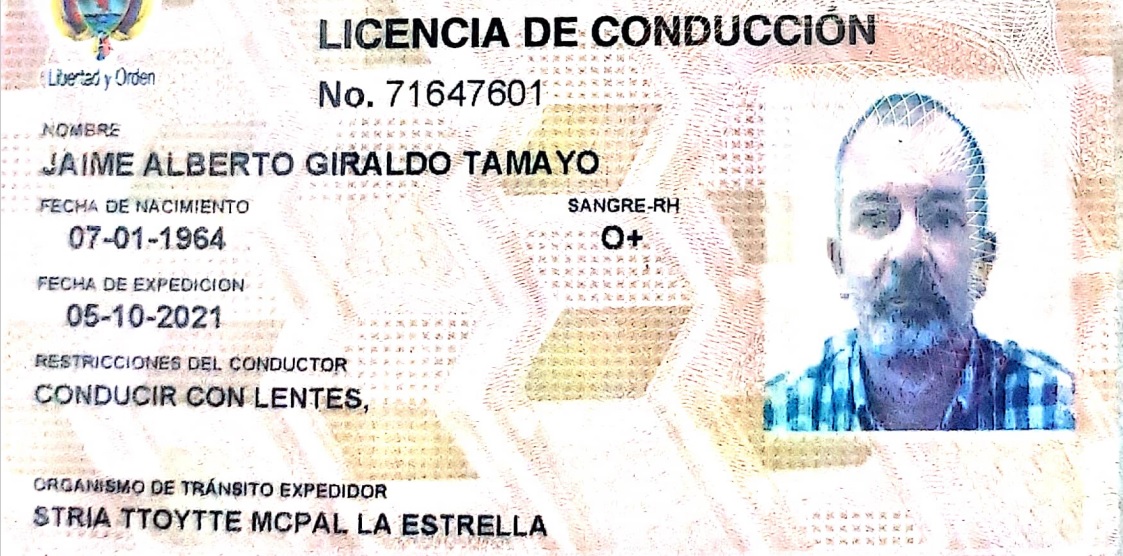 Libertad y Orden
LICENCIA DE CONDUCCIÓN
No. 71647601
NOMBRE
JAIME ALBERTO GIRALDO TAMAYO
FECHA DE NACIMIENTO
07-01-1964
SANGRE-RH
O+
FECHA DE EXPEDICION
05-10-2021
RESTRICCIONES DEL CONDUCTOR
CONDUCIR CON LENTES,
ORGANISMO DE TRÁNSITO EXPEDIDOR
STRIA TTOYTTE MCPAL LA ESTRELLA